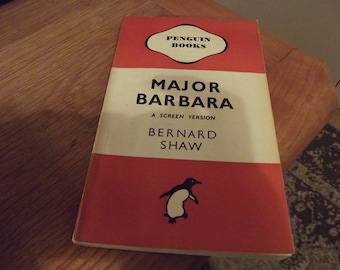 PENGUIN
BOOKS
MAJOR
BARBARA
A SCREEN VERSION
BERNARD
SHAW